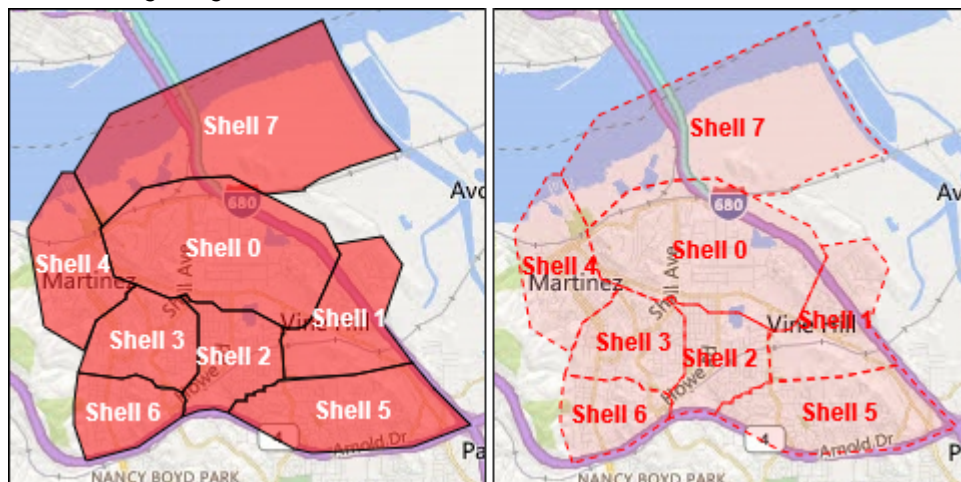 Shell 7
Avo
680
Shell 0
Shell Ave
Shell 4
Martinez
Shell 1
Vine Hill
Shell 3
Shell 2
Howe R
Shell 6
Shell 5
4
Arnold Dr
Pa
NANCY BOYD PARK
Shell 7
Avo
680
Shell 0
Shell Ave
Shell 4
Martinez
Shell 1
Vine Hill
Shell 3
Shell 2
Howe R
Shell 6
Shell 5
4
Arnold Dr
Pa
NANCY BOYD PARK